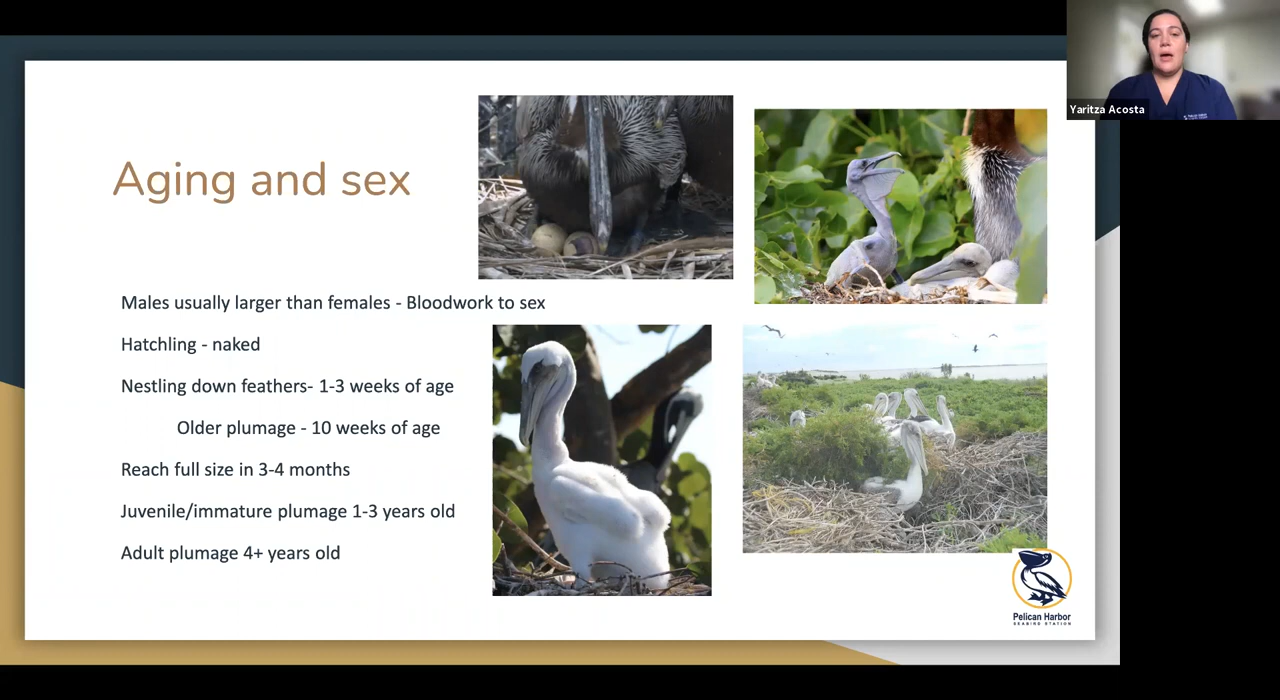 Yaritza Acosta
Aging and sex
Males usually larger than females - Bloodwork to sex
Hatchling - naked
Nestling down feathers- 1-3 weeks of age
Older plumage - 10 weeks of age
Reach full size in 3-4 months
Juvenile/immature plumage 1-3 years old
Adult plumage 4+ years old
Pelican Harbor
SEABIRD STATION